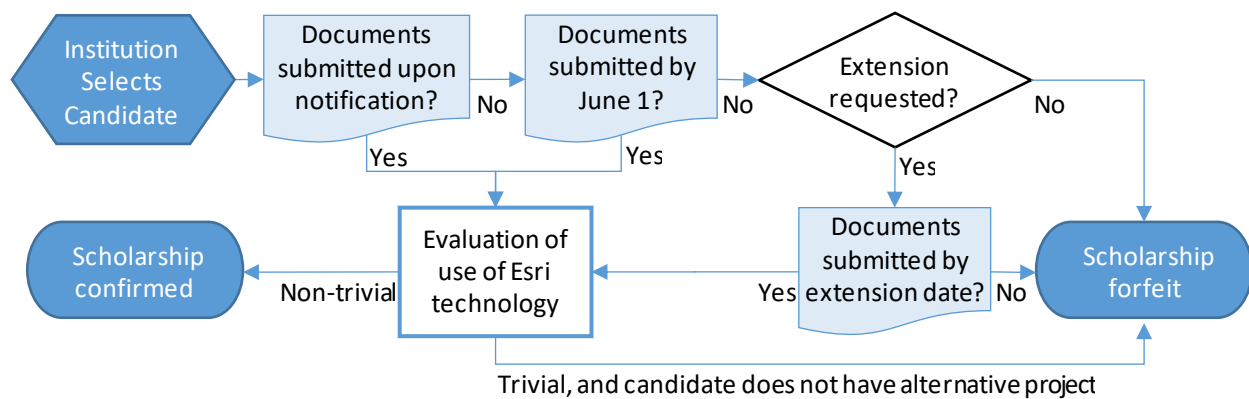 Institution
Selects
Candidate
Documents
submitted upon
notification?
No
Yes
Documents
submitted by
June 1?
No
Yes
Extension
requested?
No
Yes
Scholarship
confirmed
Non-trivial
Evaluation of
use of Esri
technology
Yes
Documents
submitted by
extension date?
No
Scholarship
forfeit
Trivial, and candidate does not have alternative project